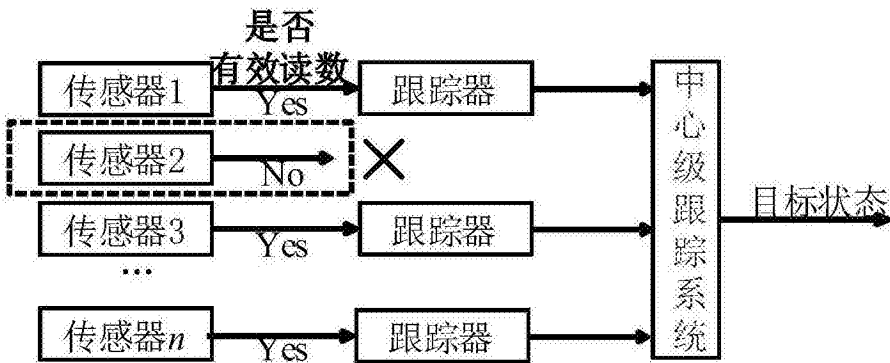 是否
有效读数
传感器1
Yes
跟踪器
传感器2
No
传感器3
Yes
跟踪器
...
传感器n
Yes
跟踪器
中心级跟踪系统
目标状态